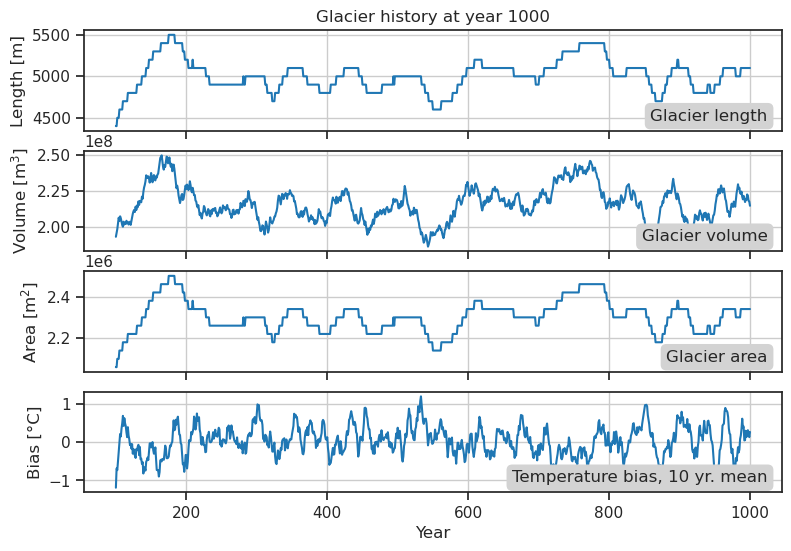 Glacier history at year 1000
Length [m]
5500
5000
4500
Glacier length
1e8
Volume [m³]
2.50
2.25
2.00
Glacier volume
1e6
Area [m²]
2.4
2.2
Glacier area
Bias [°C]
1
0
−1
Temperature bias, 10 yr. mean
200 400 600 800 1000
Year